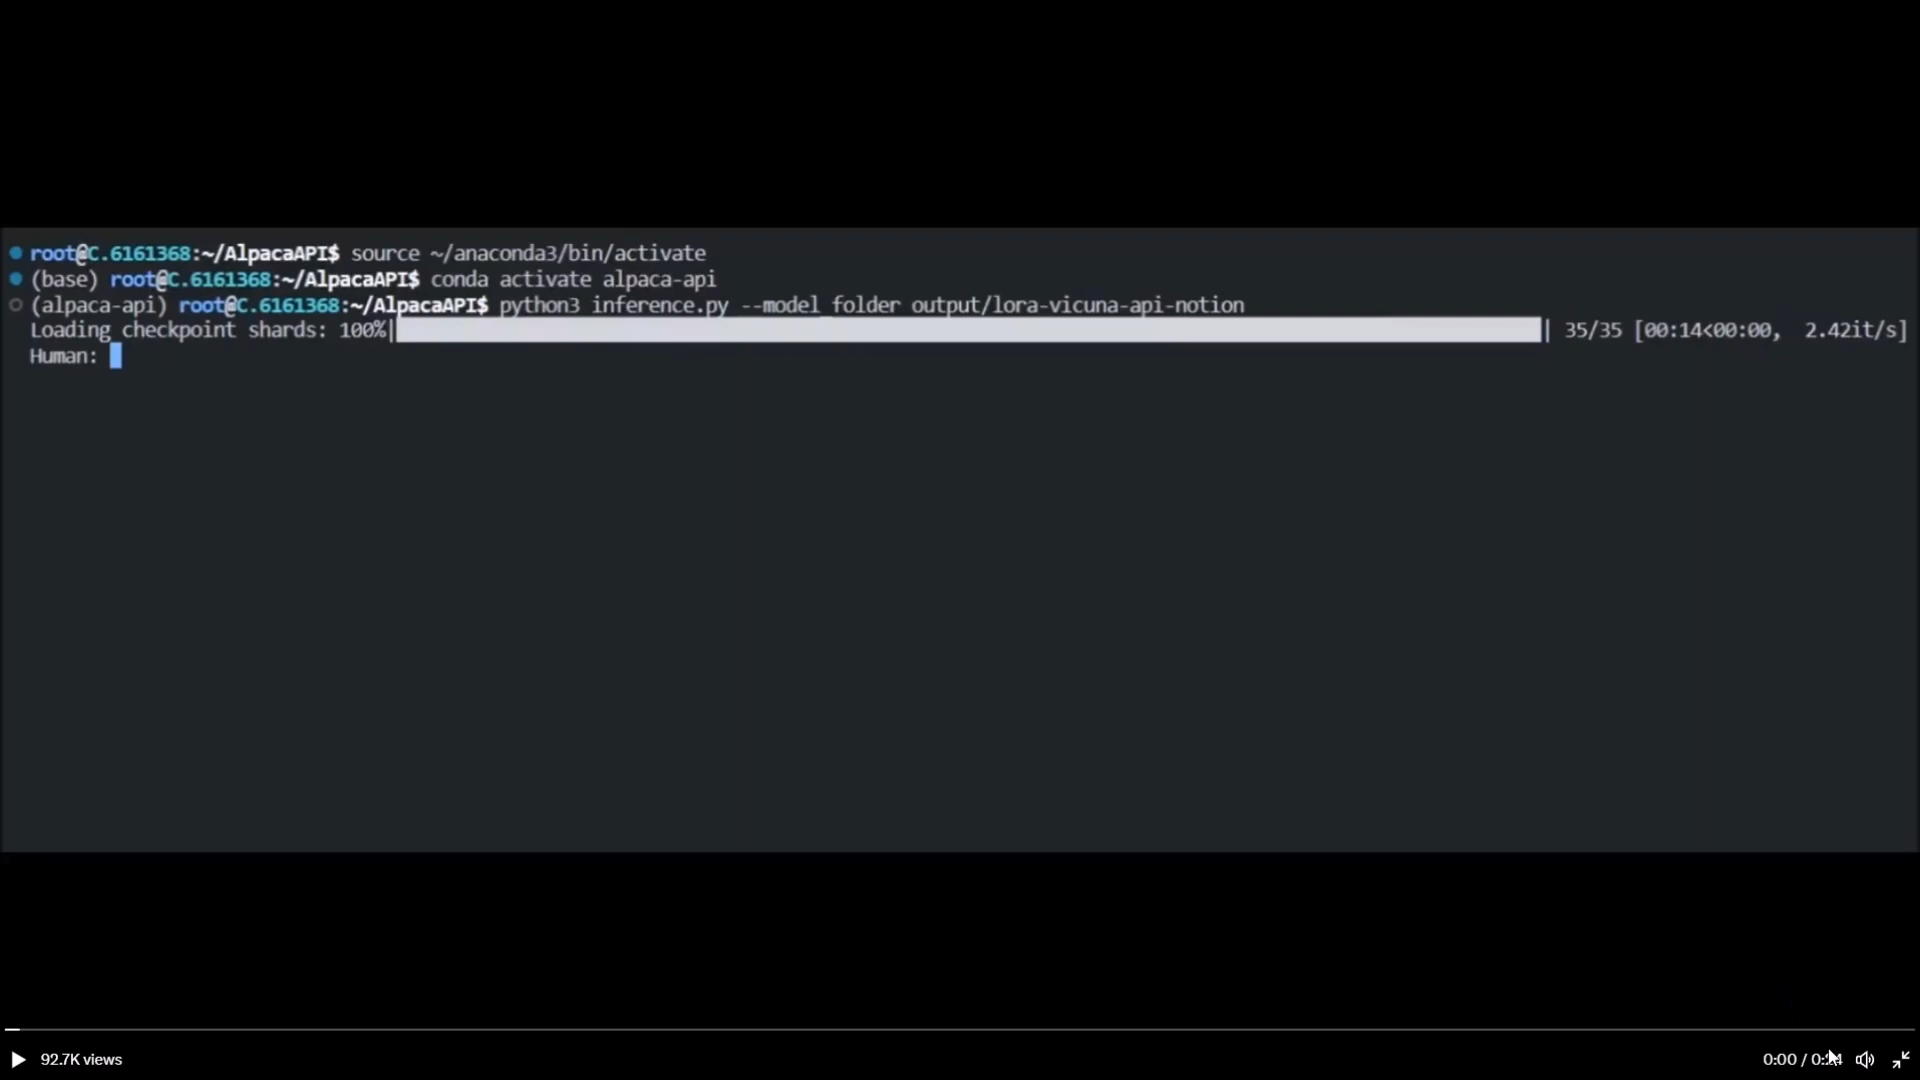 root@C.6161368:~/AlpacaAPI$ source ~/anaconda3/bin/activate
(base) root@C.6161368:~/AlpacaAPI$ conda activate alpaca-api
(alpaca-api) root@C.6161368:~/AlpacaAPI$ python3 inference.py --model_folder output/lora-vicuna-api-notion
Loading checkpoint shards: 100%| | 35/35 [00:14<00:00, 2.42it/s]
Human:
92.7K views
0:00 /